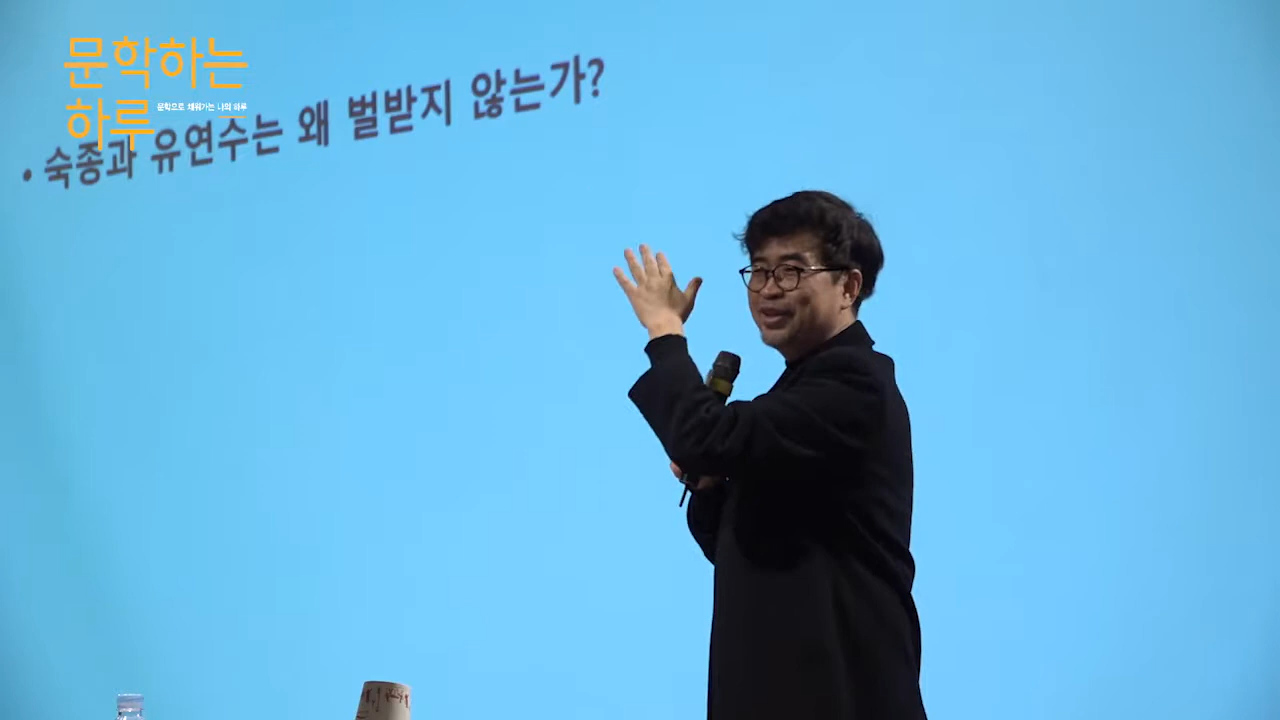 문학하는
하루 문학으로 채워가는 나의 하루
• 숙종과 유연수는 왜 벌받지 않는가?